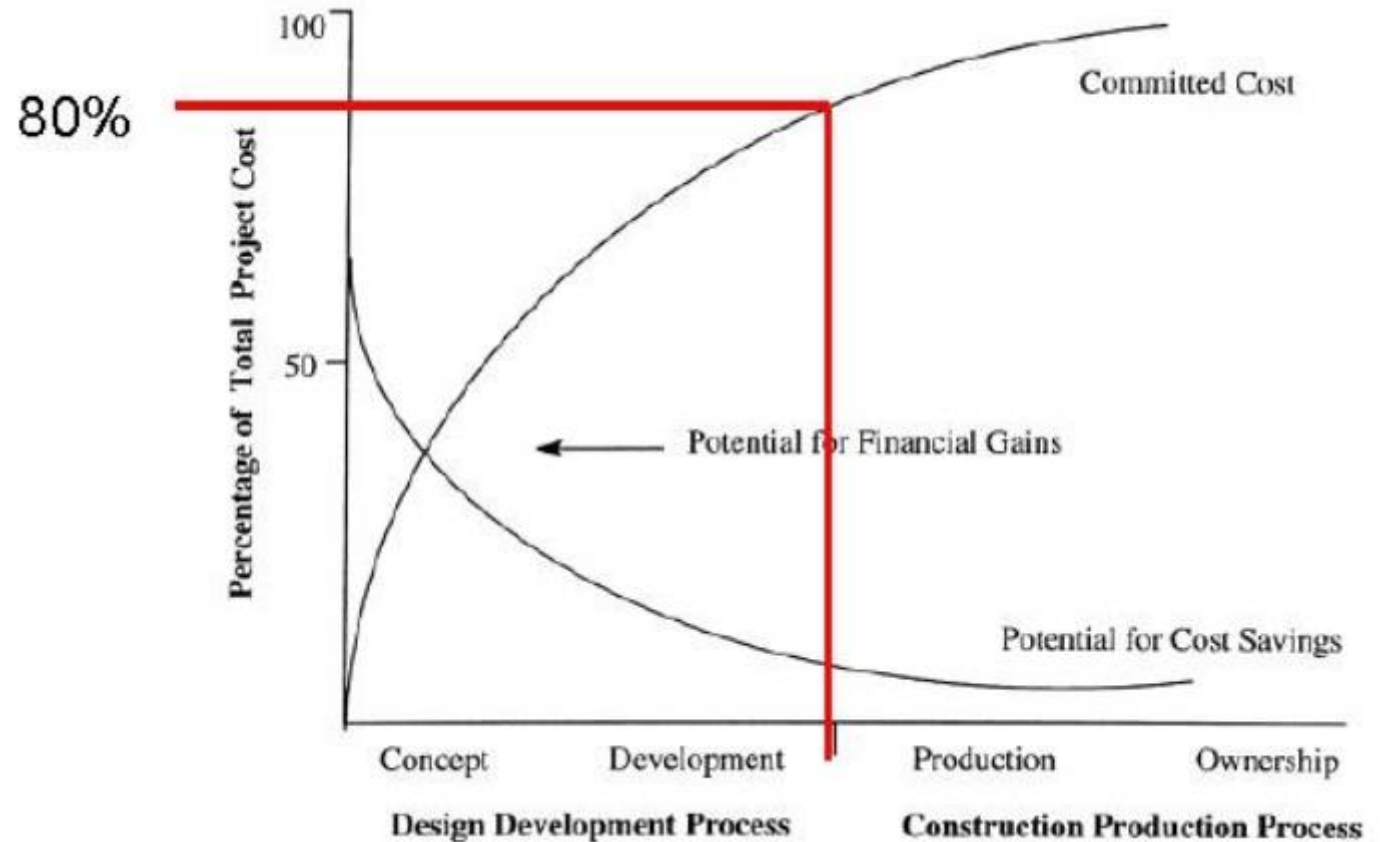 100
Committed Cost
80%
Percentage of Total Project Cost
50
Potential for Financial Gains
Potential for Cost Savings
Concept Development Production Ownership
Design Development Process Construction Production Process